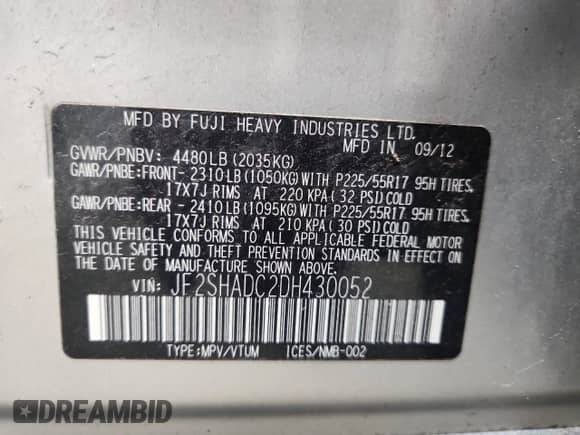 MFD BY FUJI HEAVY INDUSTRIES LTD.
MFD IN 09/12
GVWR/PNBV: 4480LB(2035KG)
GAWR/PNBE:FRONT- 2310LB(1050KG)WITH P225/55R17 95H TIRES,
17X7J RIMS AT 220 KPA( 32 PSI)COLD
GAWR/PNBE:REAR - 2410LB(1095KG)WITH P225/55R17 95H TIRES,
17X7J RIMS AT 210 KPA( 30 PSI)COLD
THIS VEHICLE CONFORMS TO ALL APPLICABLE FEDERAL MOTOR
VEHICLE SAFETY AND THEFT PREVENTION STANDARDS IN EFFECT ON
THE DATE OF MANUFACTURE SHOWN ABOVE.
VIN: JF2SHADC2DH430052
TYPE:MPV/VTUM ICES/NMB-002
DREAMBID